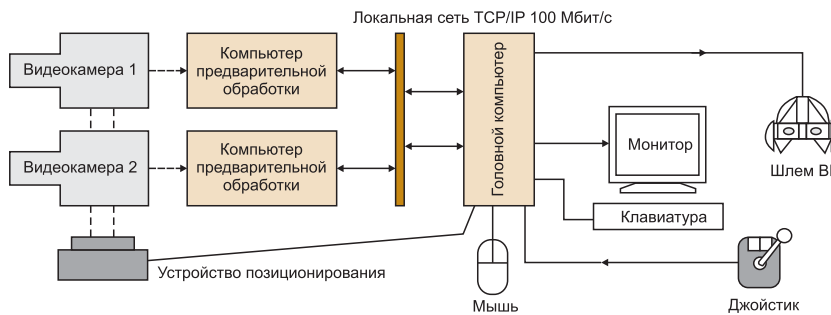 Локальная сеть TCP/IP 100 Мбит/с
Видеокамера 1
Компьютер
предварительной
обработки
Видеокамера 2
Компьютер
предварительной
обработки
Головной компьютер
Монитор
Шлем ВР
Клавиатура
Устройство позиционирования
Мышь
Джойстик